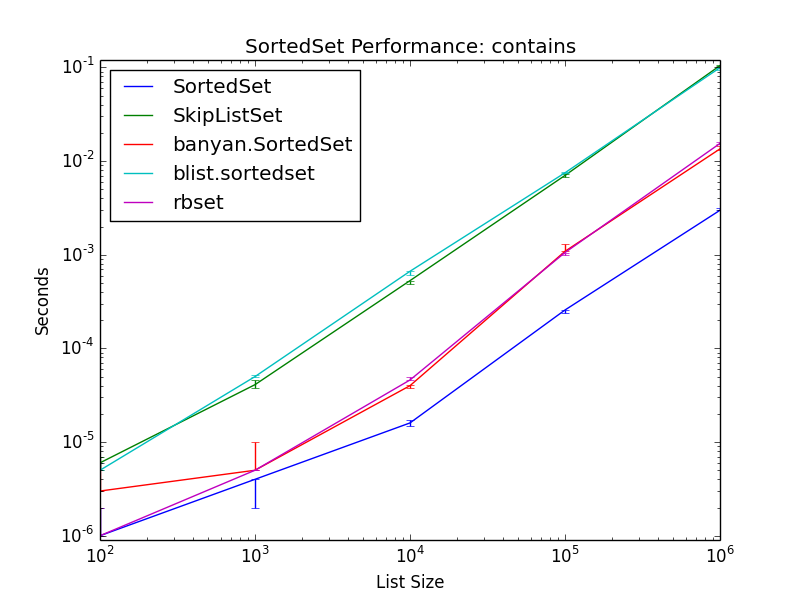 SortedSet Performance: contains
SortedSet
SkipListSet
banyan.SortedSet
blist.sortedset
rbset
10^-1
10^-2
10^-3
10^-4
10^-5
10^-6
Seconds
10^2 10^3 10^4 10^5 10^6
List Size